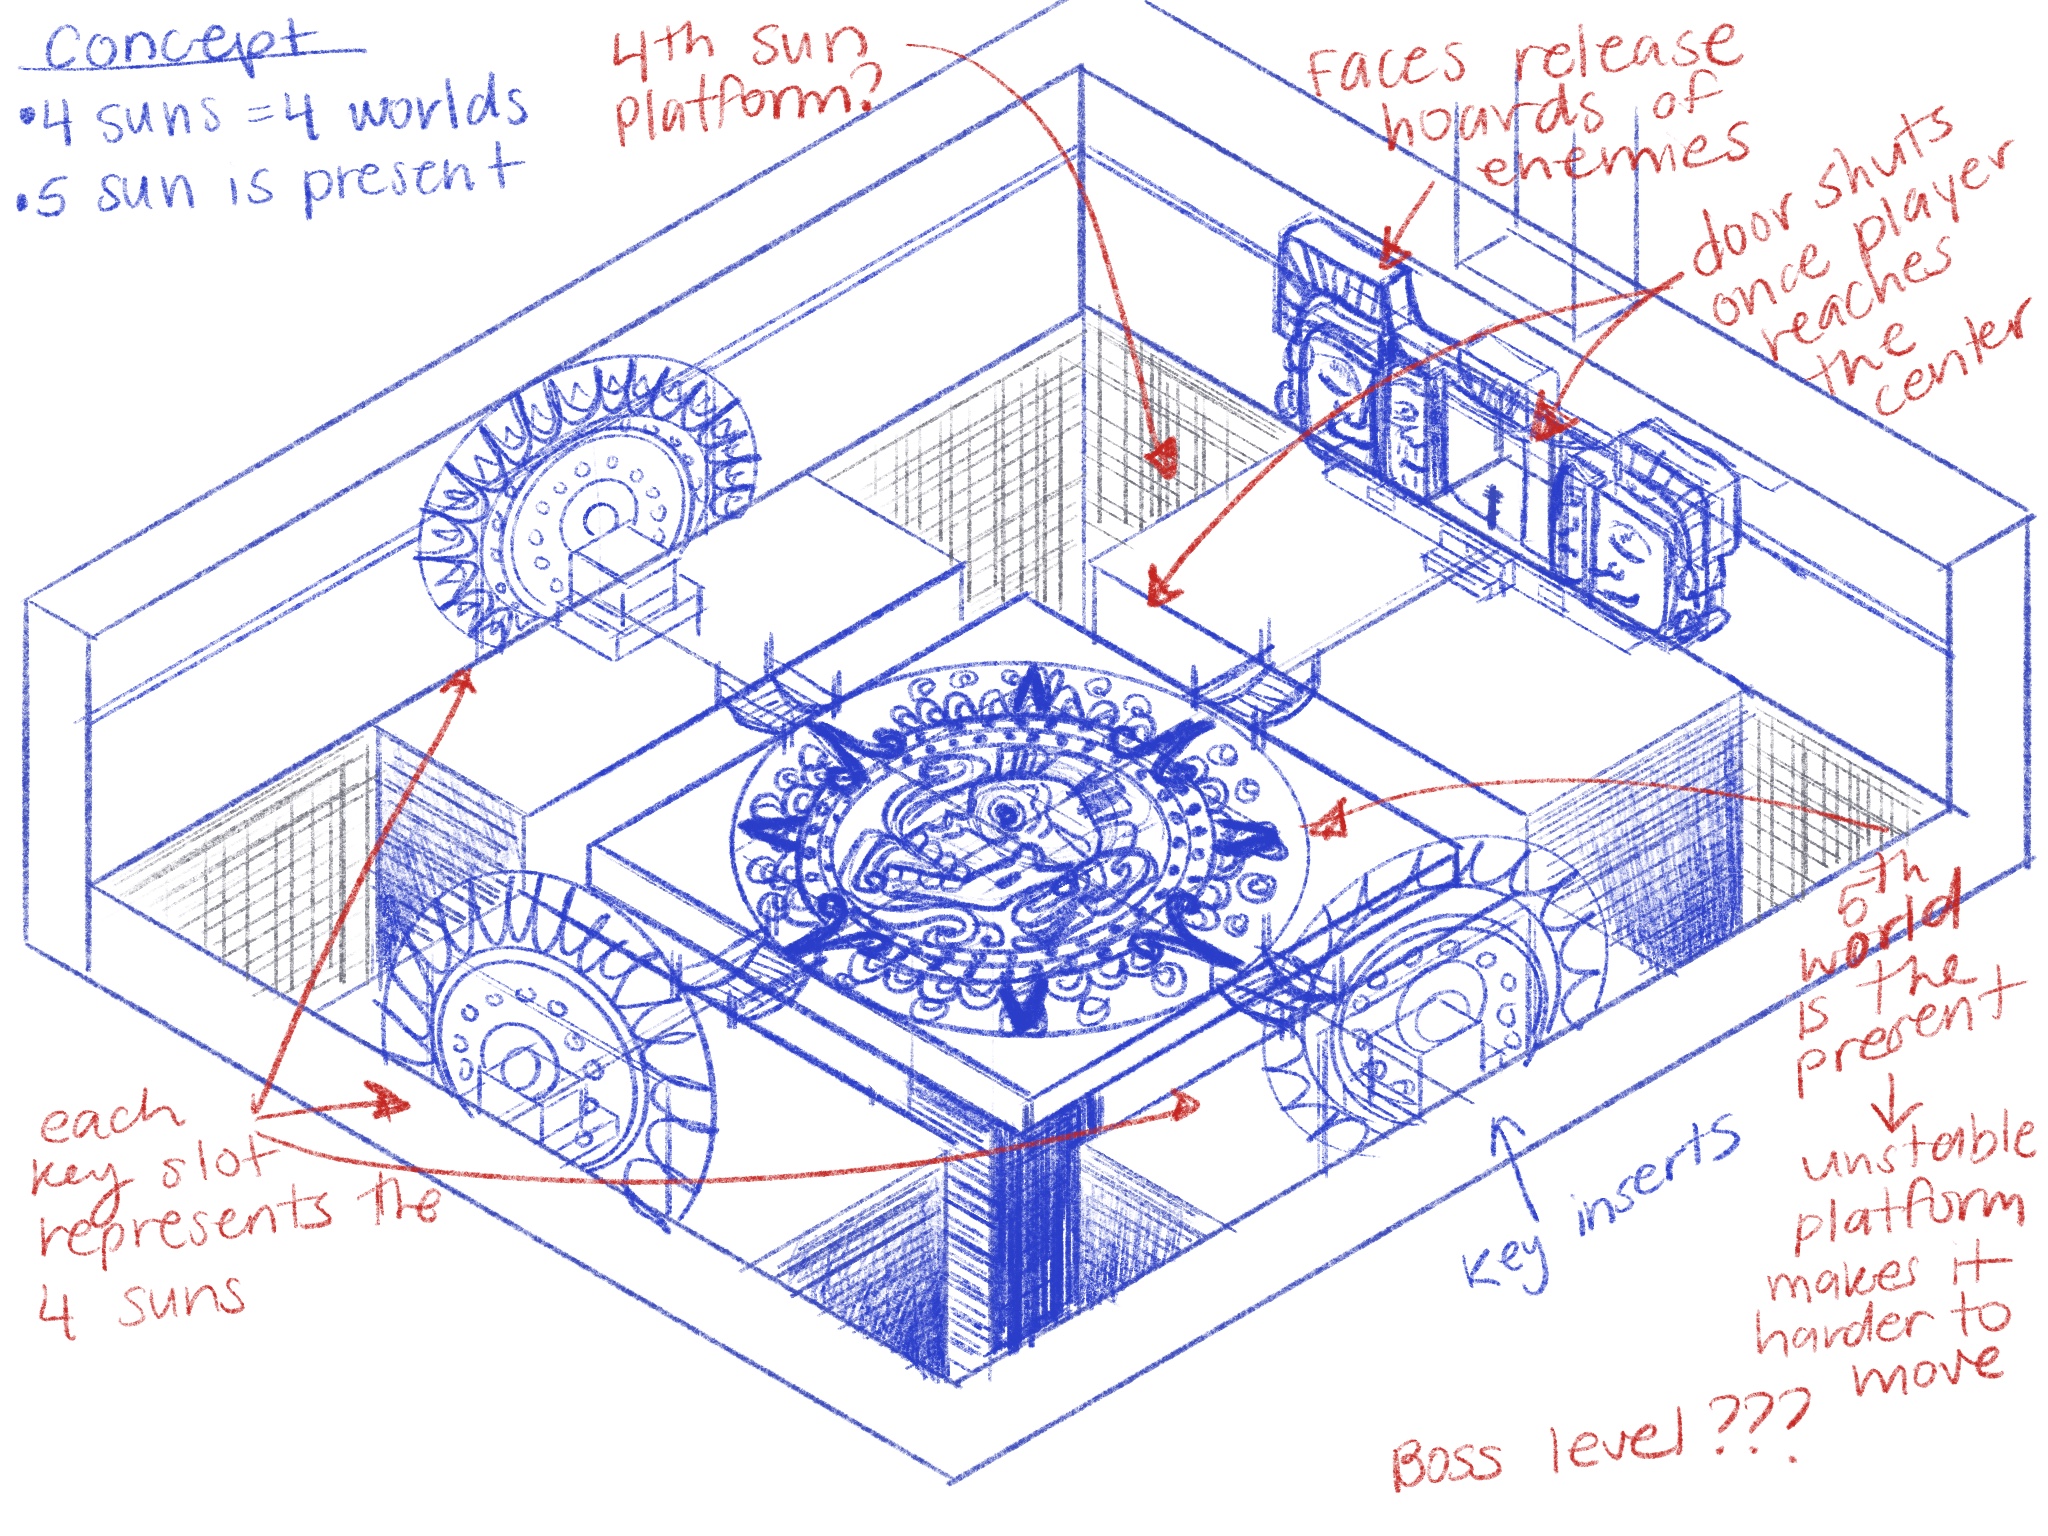 concept
• 4 suns = 4 worlds
• 5 sun is present
4th sun
platform?
Faces release
hoards of
enemies
door shuts
once player
reaches
the
center
each
key slot
represents the
4 suns
5th
world
is the
present
unstable
platform
makes it
harder to
move
key inserts
Boss level ???